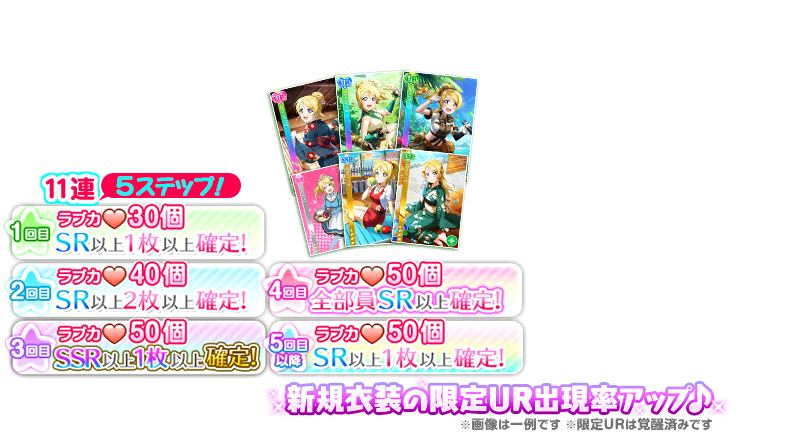 11連 5ステップ!
1回目
ラブカ♥30個
SR以上1枚以上確定!
2回目
ラブカ♥40個
SR以上2枚以上確定!
3回目
ラブカ♥50個
SSR以上1枚以上確定!
4回目
ラブカ♥50個
全部員SR以上確定!
5回目以降
ラブカ♥50個
SR以上1枚以上確定!
新規衣装の限定UR出現率アップ♪
※画像は一例です ※限定URは覚醒済みです
UR
UR
UR
SSR
SSR